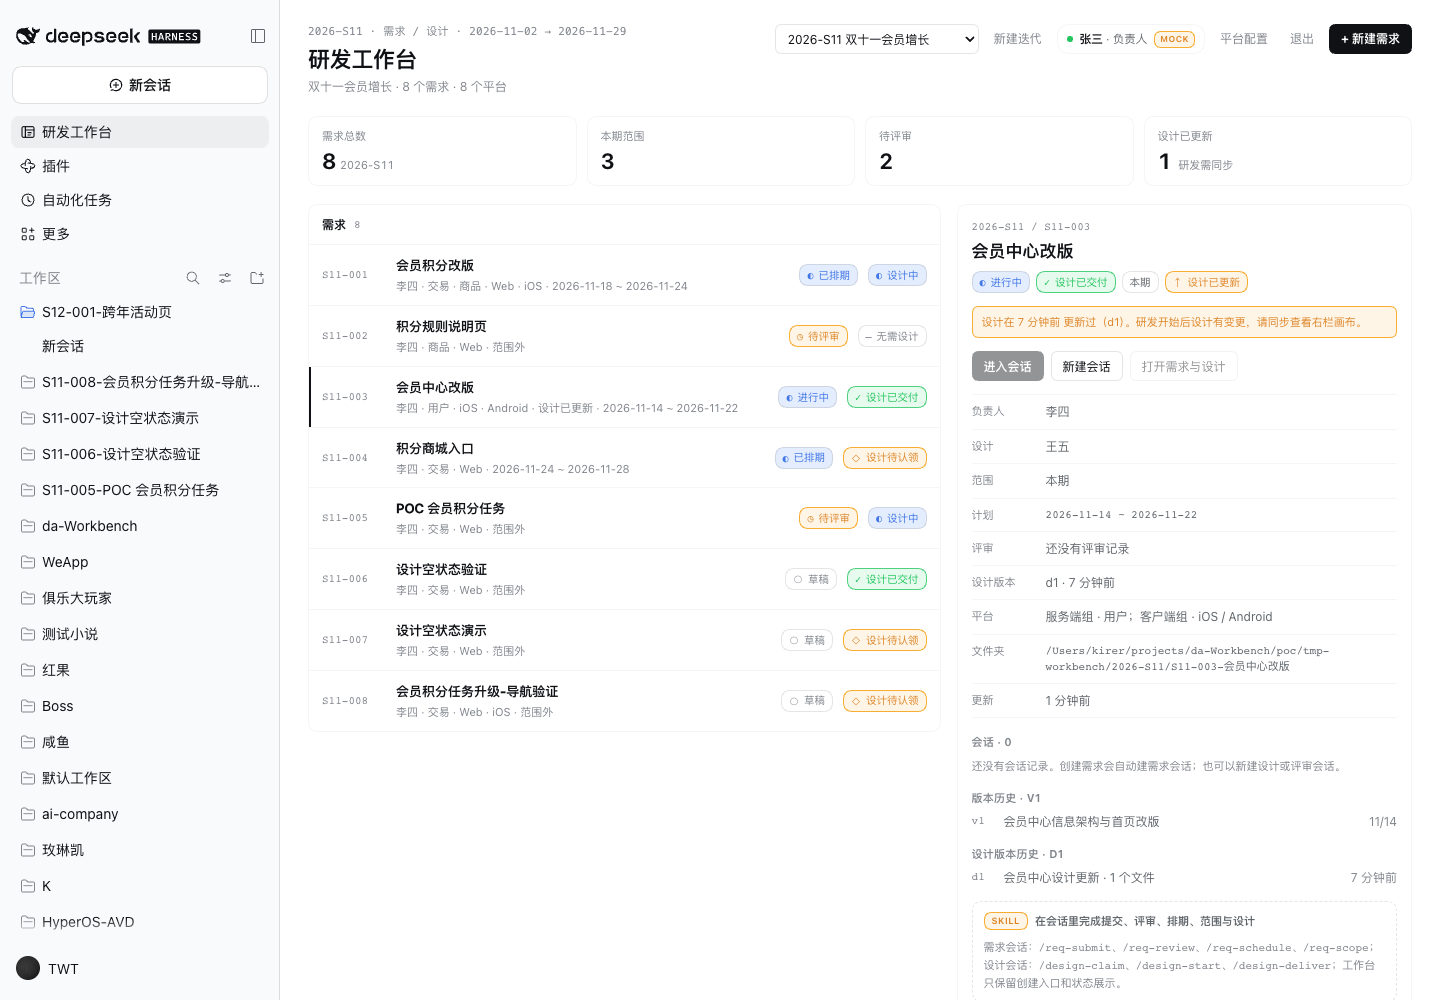 deepseek HARNESS
新会话
研发工作台
插件
自动化任务
更多
工作区
S12-001-跨年活动页
新会话
S11-008-会员积分任务升级-导航...
S11-007-设计空状态演示
S11-006-设计空状态验证
S11-005-POC 会员积分任务
da-Workbench
WeApp
俱乐大玩家
测试小说
红果
Boss
咸鱼
默认工作区
ai-company
玫琳凯
K
HyperOS-AVD
TWT
2026-S11 · 需求 / 设计 · 2026-11-02 → 2026-11-29
研发工作台
双十一会员增长 · 8 个需求 · 8 个平台
2026-S11 双十一会员增长
新建迭代
张三 · 负责人 MOCK
平台配置
退出
+ 新建需求
需求总数
8 2026-S11
本期范围
3
待评审
2
设计已更新
1 研发需同步
需求 8
S11-001
会员积分改版
李四 · 交易 · 商品 · Web · iOS · 2026-11-18 ~ 2026-11-24
◐ 已排期
◐ 设计中
S11-002
积分规则说明页
李四 · 商品 · Web · 范围外
◷ 待评审
— 无需设计
S11-003
会员中心改版
李四 · 用户 · iOS · Android · 设计已更新 · 2026-11-14 ~ 2026-11-22
◐ 进行中
✓ 设计已交付
S11-004
积分商城入口
李四 · 交易 · Web · 2026-11-24 ~ 2026-11-28
◐ 已排期
◇ 设计待认领
S11-005
POC 会员积分任务
李四 · 交易 · Web · 范围外
◷ 待评审
◐ 设计中
S11-006
设计空状态验证
李四 · 交易 · Web · 范围外
○ 草稿
✓ 设计已交付
S11-007
设计空状态演示
李四 · 交易 · Web · 范围外
○ 草稿
◇ 设计待认领
S11-008
会员积分任务升级-导航验证
李四 · 交易 · Web · iOS · 范围外
○ 草稿
◇ 设计待认领
2026-S11 / S11-003
会员中心改版
◐ 进行中
✓ 设计已交付
本期
↑ 设计已更新
设计在 7 分钟前 更新过（d1）。研发开始后设计有变更，请同步查看右栏画布。
进入会话
新建会话
打开需求与设计
负责人 李四
设计 王五
范围 本期
计划 2026-11-14 ~ 2026-11-22
评审 还没有评审记录
设计版本 d1 · 7 分钟前
平台 服务端组 · 用户；客户端组 · iOS / Android
文件夹 /Users/kirer/projects/da-Workbench/poc/tmp-
workbench/2026-S11/S11-003-会员中心改版
更新 1 分钟前
会话 · 0
还没有会话记录。创建需求会自动建需求会话；也可以新建设计或评审会话。
版本历史 · V1
v1 会员中心信息架构与首页改版 11/14
设计版本历史 · D1
d1 会员中心设计更新 · 1 个文件 7 分钟前
SKILL 在会话里完成提交、评审、排期、范围与设计
需求会话：/req-submit、/req-review、/req-schedule、/req-scope；
设计会话：/design-claim、/design-start、/design-deliver；工作台
只保留创建入口和状态展示。